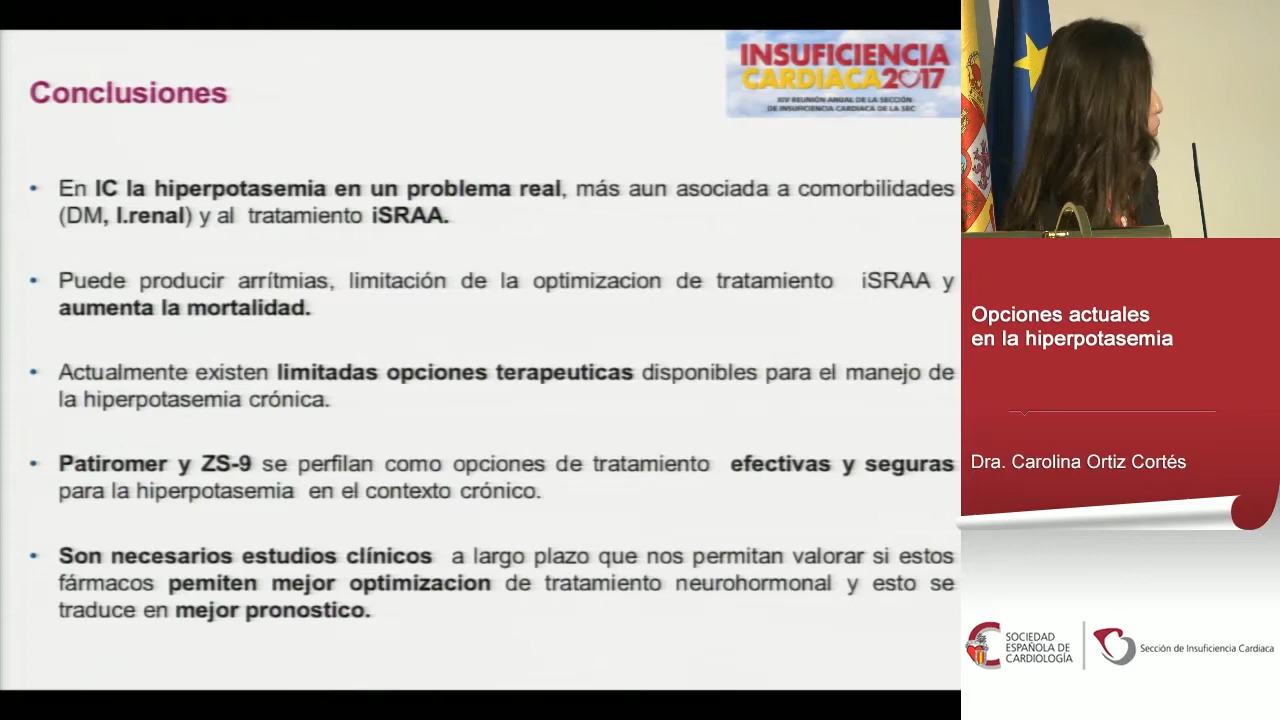 INSUFICIENCIA
CARDIACA 2017
XIV REUNIÓN ANUAL DE LA SECCIÓN
DE INSUFICIENCIA CARDIACA DE LA SEC
Conclusiones
• En IC la hiperpotasemia en un problema real, más aun asociada a comorbilidades
(DM, I.renal) y al tratamiento iSRAA.
• Puede producir arrítmias, limitación de la optimizacion de tratamiento iSRAA y
aumenta la mortalidad.
• Actualmente existen limitadas opciones terapeuticas disponibles para el manejo de
la hiperpotasemia crónica.
• Patiromer y ZS-9 se perfilan como opciones de tratamiento efectivas y seguras
para la hiperpotasemia en el contexto crónico.
• Son necesarios estudios clínicos a largo plazo que nos permitan valorar si estos
fármacos pemiten mejor optimizacion de tratamiento neurohormonal y esto se
traduce en mejor pronostico.
Opciones actuales
en la hiperpotasemia
Dra. Carolina Ortiz Cortés
SOCIEDAD
ESPAÑOLA DE
CARDIOLOGÍA
Sección de Insuficiencia Cardiaca